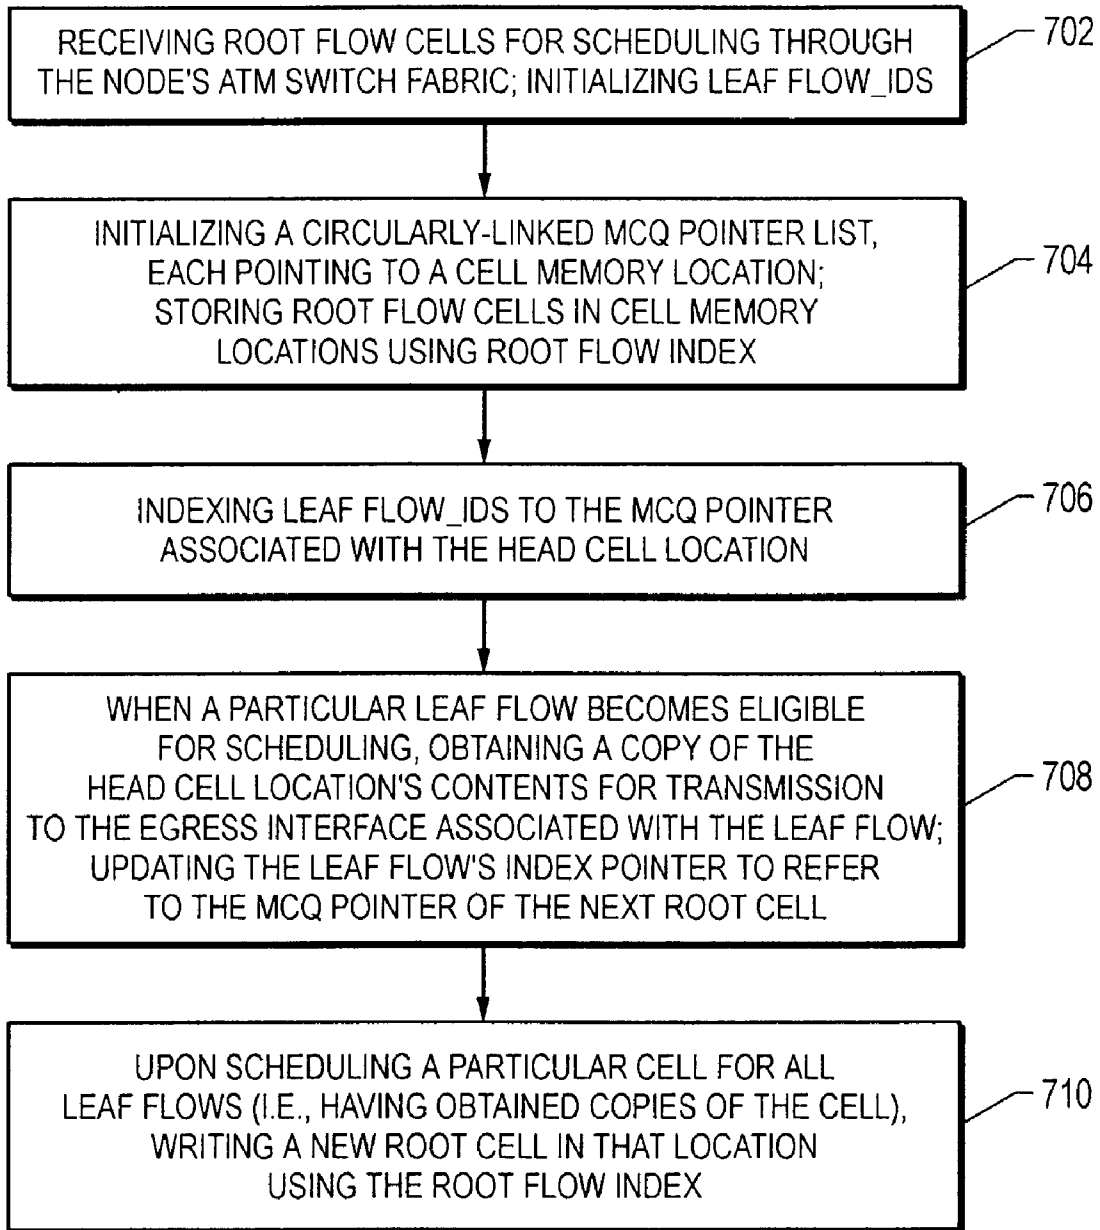 RECEIVING ROOT FLOW CELLS FOR SCHEDULING THROUGH
THE NODE'S ATM SWITCH FABRIC; INITIALIZING LEAF FLOW_IDS
702
INITIALIZING A CIRCULARLY-LINKED MCQ POINTER LIST,
EACH POINTING TO A CELL MEMORY LOCATION;
STORING ROOT FLOW CELLS IN CELL MEMORY
LOCATIONS USING ROOT FLOW INDEX
704
INDEXING LEAF FLOW_IDS TO THE MCQ POINTER
ASSOCIATED WITH THE HEAD CELL LOCATION
706
WHEN A PARTICULAR LEAF FLOW BECOMES ELIGIBLE
FOR SCHEDULING, OBTAINING A COPY OF THE
HEAD CELL LOCATION'S CONTENTS FOR TRANSMISSION
TO THE EGRESS INTERFACE ASSOCIATED WITH THE LEAF FLOW;
UPDATING THE LEAF FLOW'S INDEX POINTER TO REFER
TO THE MCQ POINTER OF THE NEXT ROOT CELL
708
UPON SCHEDULING A PARTICULAR CELL FOR ALL
LEAF FLOWS (I.E., HAVING OBTAINED COPIES OF THE CELL),
WRITING A NEW ROOT CELL IN THAT LOCATION
USING THE ROOT FLOW INDEX
710